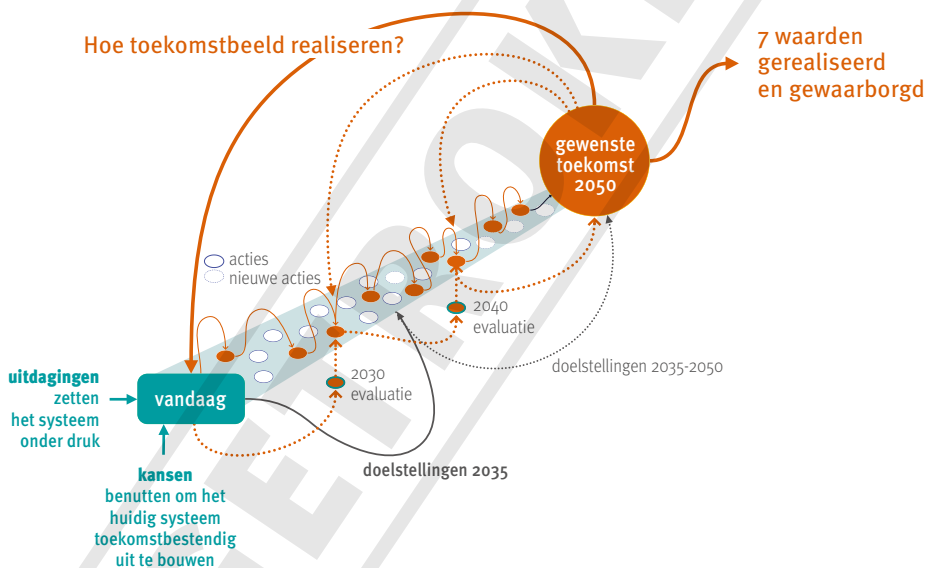 Hoe toekomstbeeld realiseren?
7 waarden
gerealiseerd
en gewaarborgd
gewenste
toekomst
2050
acties
nieuwe acties
2040
evaluatie
doelstellingen 2035-2050
2030
evaluatie
uitdagingen
zetten
het systeem
onder druk
vandaag
doelstellingen 2035
kansen
benutten om het
huidig systeem
toekomstbestendig
uit te bouwen